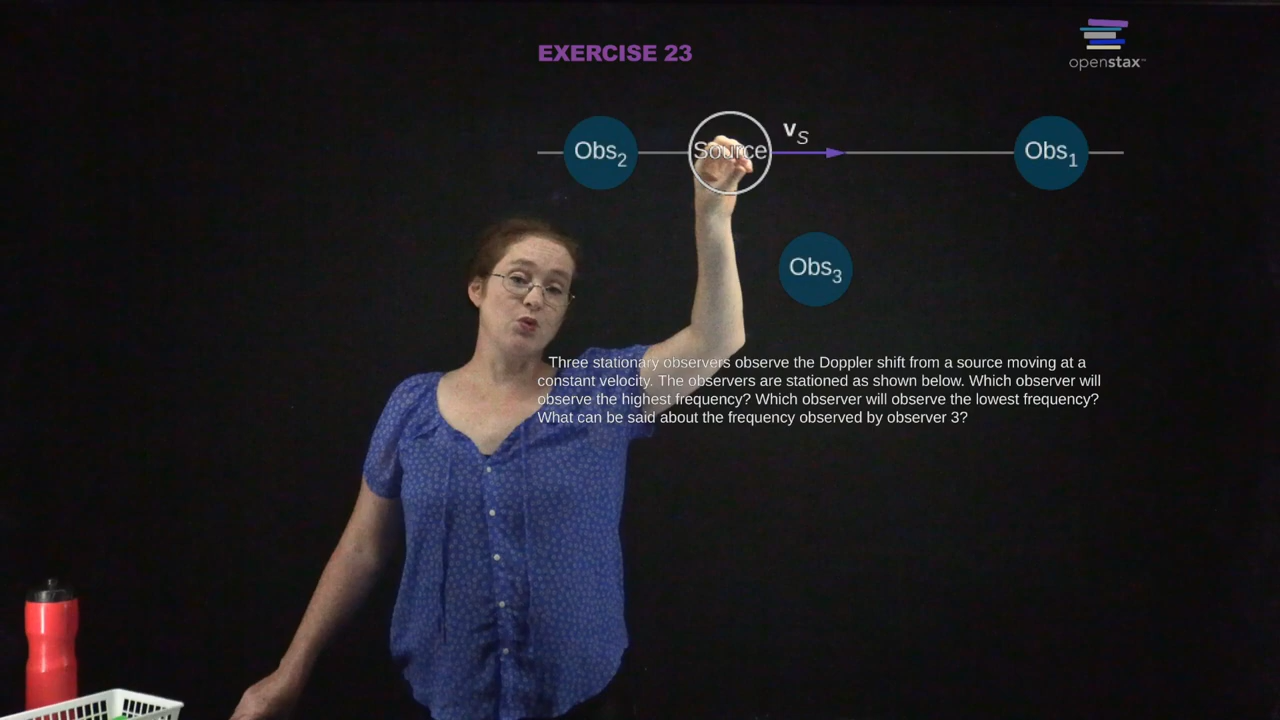 EXERCISE 23
openstax™
Obs2
Source
vS
Obs1
Obs3
Three stationary observers observe the Doppler shift from a source moving at a
constant velocity. The observers are stationed as shown below. Which observer will
observe the highest frequency? Which observer will observe the lowest frequency?
What can be said about the frequency observed by observer 3?